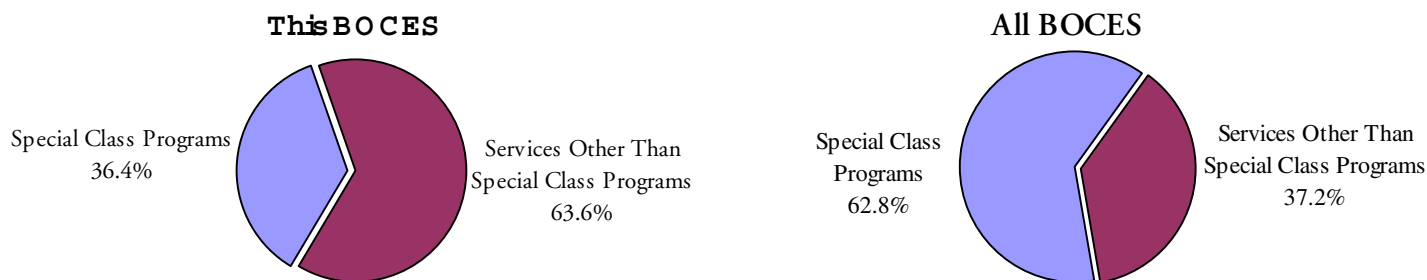 This BOCES
Special Class Programs
36.4%
Services Other Than
Special Class Programs
63.6%
All BOCES
Special Class
Programs
62.8%
Services Other Than
Special Class Programs
37.2%